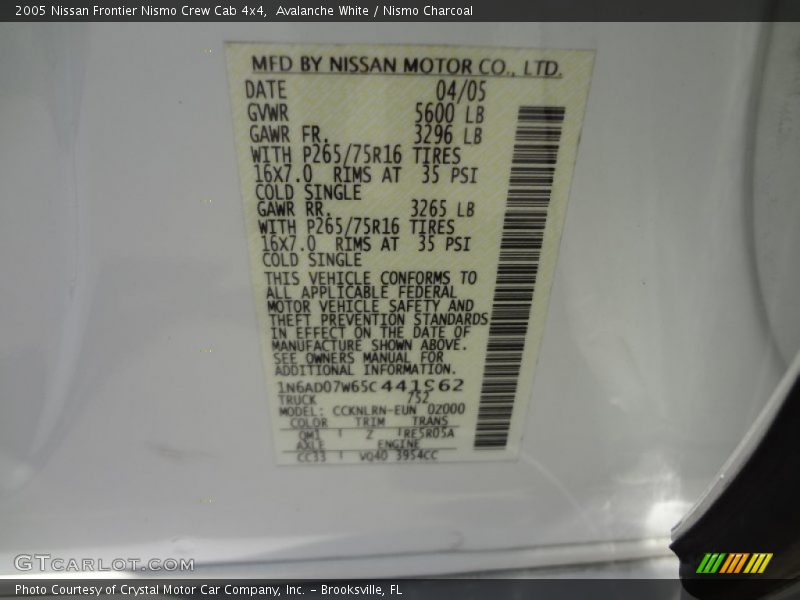 2005 Nissan Frontier Nismo Crew Cab 4x4, Avalanche White / Nismo Charcoal
MFD BY NISSAN MOTOR CO., LTD.
DATE 04/05
GVWR 5600 LB
GAWR FR. 3296 LB
WITH P265/75R16 TIRES
16X7.0 RIMS AT 35 PSI
COLD SINGLE
GAWR RR. 3265 LB
WITH P265/75R16 TIRES
16X7.0 RIMS AT 35 PSI
COLD SINGLE
THIS VEHICLE CONFORMS TO
ALL APPLICABLE FEDERAL
MOTOR VEHICLE SAFETY AND
THEFT PREVENTION STANDARDS
IN EFFECT ON THE DATE OF
MANUFACTURE SHOWN ABOVE.
SEE OWNERS MANUAL FOR
ADDITIONAL INFORMATION.
1N6AD07W65C441562
TRUCK 752
MODEL: CCKNLRN-EUN 02000
COLOR TRIM TRANS
QM1 Z RE5R05A
AXLE ENGINE
CC33 VQ40 3954CC
GTCARLOT.COM
Photo Courtesy of Crystal Motor Car Company, Inc. - Brooksville, FL